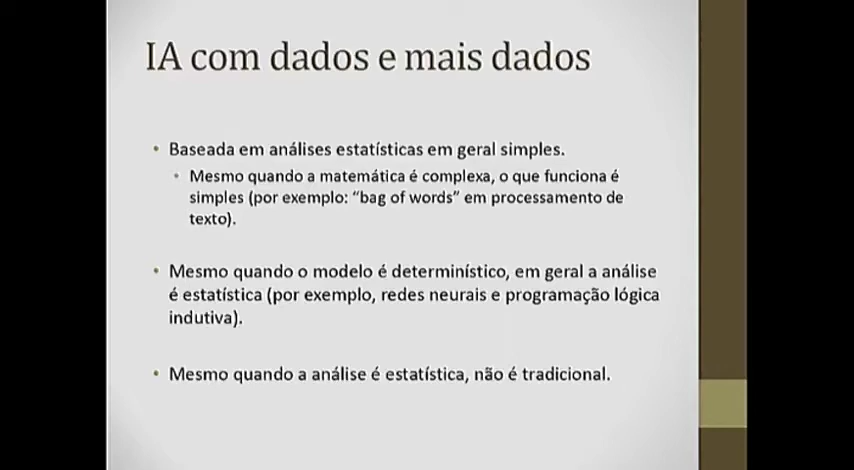 IA com dados e mais dados
• Baseada em análises estatísticas em geral simples.
• Mesmo quando a matemática é complexa, o que funciona é
simples (por exemplo: “bag of words” em processamento de
texto).
• Mesmo quando o modelo é determinístico, em geral a análise
é estatística (por exemplo, redes neurais e programação lógica
indutiva).
• Mesmo quando a análise é estatística, não é tradicional.